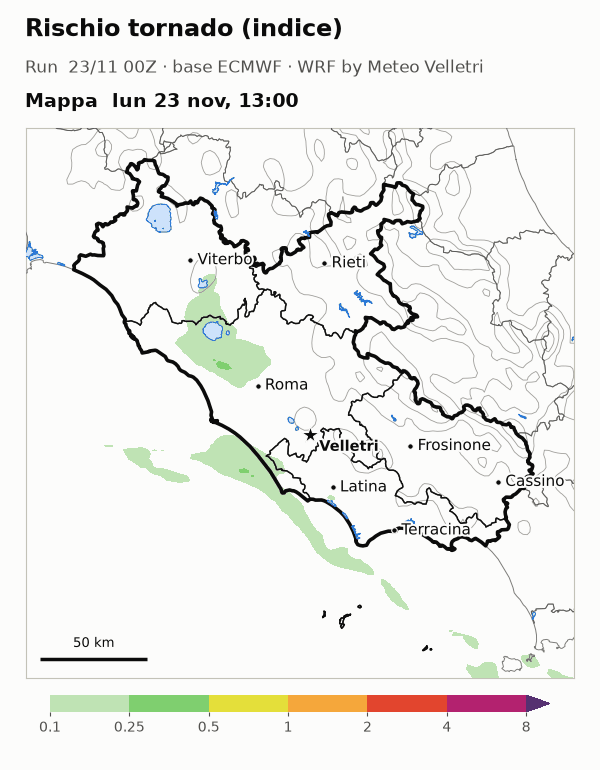 Rischio tornado (indice)
Run  23/11 00Z · base ECMWF · WRF by Meteo Velletri
Mappa  lun 23 nov, 13:00
Viterbo
Rieti
Roma
Velletri
Frosinone
Cassino
Latina
Terracina
50 km
0.1 0.25 0.5 1 2 4 8